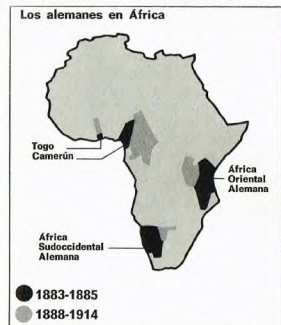 Los alemanes en África
Togo
Camerún
África
Oriental
Alemana
África
Sudoccidental
Alemana
1883-1885
1888-1914